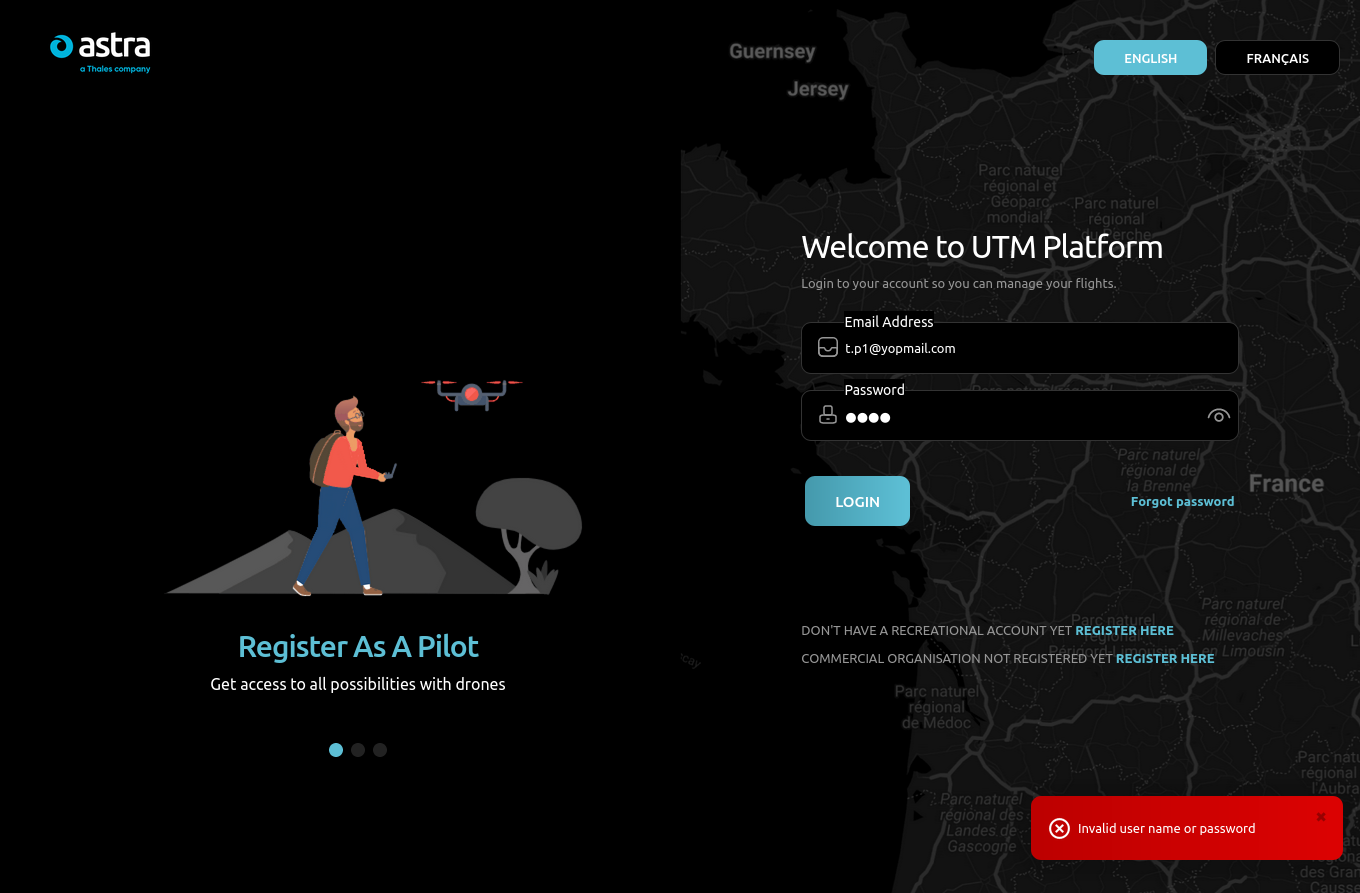 astra
a Thales company
Register As A Pilot
Get access to all possibilities with drones
Guernsey
Jersey
ENGLISH
FRANÇAIS
Parc naturel
régional et
Géoparc
mondial...
Parc naturel
régional
du Perche
Welcome to UTM Platform
Login to your account so you can manage your flights.
Email Address
t.p1@yopmail.com
Password
●●●●
Parc naturel
régional de
la Brenne
France
LOGIN
Forgot password
Parc naturel
régional de
Millevaches
en Limousin
Parc naturel
régional
Périgord-Limousin
DON'T HAVE A RECREATIONAL ACCOUNT YET REGISTER HERE
COMMERCIAL ORGANISATION NOT REGISTERED YET REGISTER HERE
Parc naturel
régional
de Médoc
Parc naturel
régional des
Landes de
Gascogne
Invalid user name or password